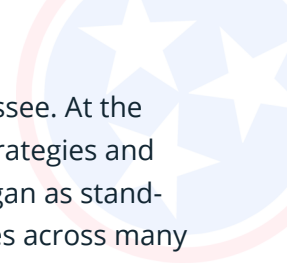 ssee. At the
rategies and
gan as stand-
es across many